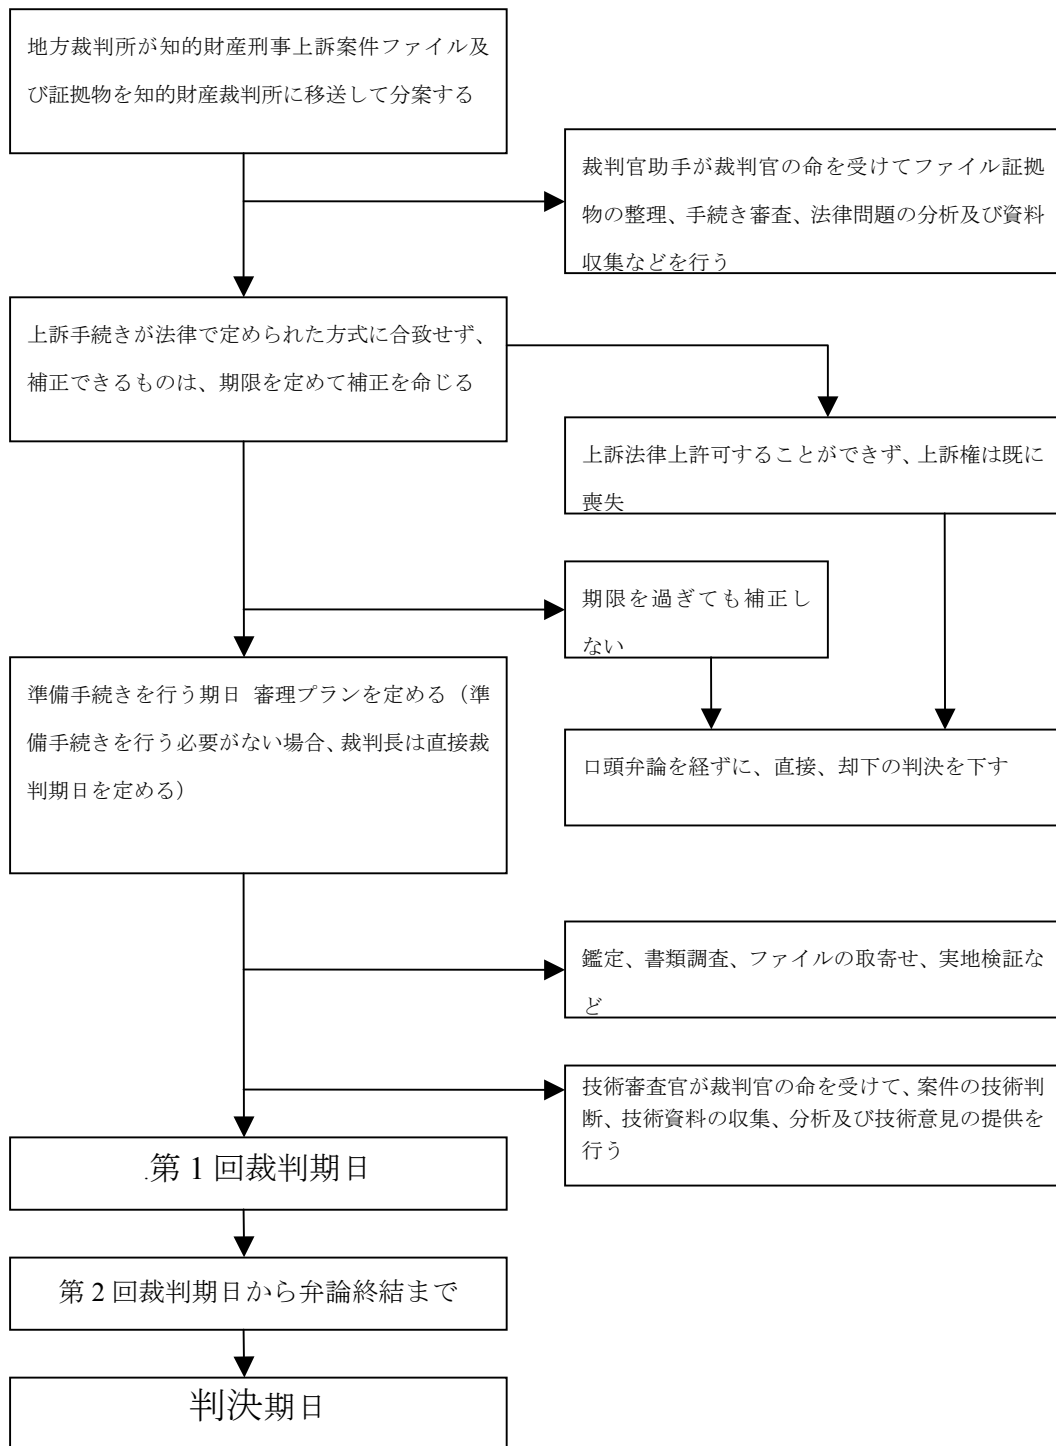 地方裁判所が知的財産刑事上訴案件ファイル及
び証拠物を知的財産裁判所に移送して分案する
裁判官助手が裁判官の命を受けてファイル証拠
物の整理、手続き審査、法律問題の分析及び資料
収集などを行う
上訴手続きが法律で定められた方式に合致せず、
補正できるものは、期限を定めて補正を命じる
上訴法律上許可することができず、上訴権は既に
喪失
期限を過ぎても補正し
ない
準備手続きを行う期日 審理プランを定める（準
備手続きを行う必要がない場合、裁判長は直接裁
判期日を定める）
口頭弁論を経ずに、直接、却下の判決を下す
鑑定、書類調査、ファイルの取寄せ、実地検証な
ど
技術審査官が裁判官の命を受けて、案件の技術判
断、技術資料の収集、分析及び技術意見の提供を
行う
.第 1 回裁判期日
第 2 回裁判期日から弁論終結まで
判決期日